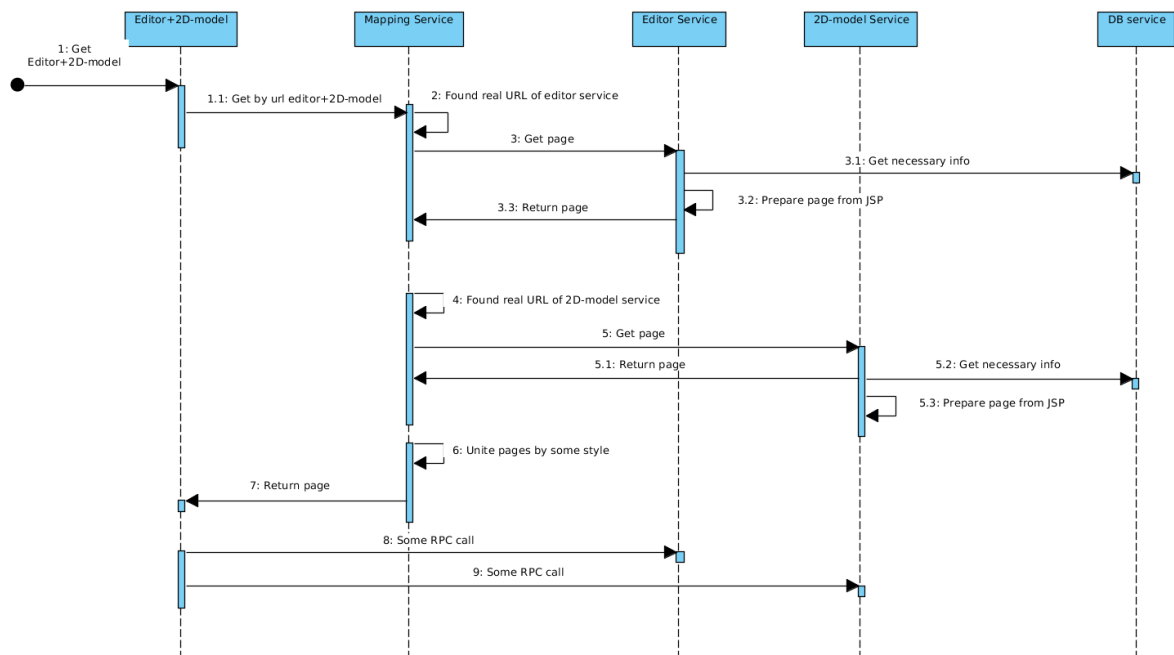 Editor+2D-model
Mapping Service
Editor Service
2D-model Service
DB service
1: Get
Editor+2D-model
1.1: Get by url editor+2D-model
2: Found real URL of editor service
3: Get page
3.1: Get necessary info
3.2: Prepare page from JSP
3.3: Return page
4: Found real URL of 2D-model service
5: Get page
5.1: Return page
5.2: Get necessary info
5.3: Prepare page from JSP
6: Unite pages by some style
7: Return page
8: Some RPC call
9: Some RPC call